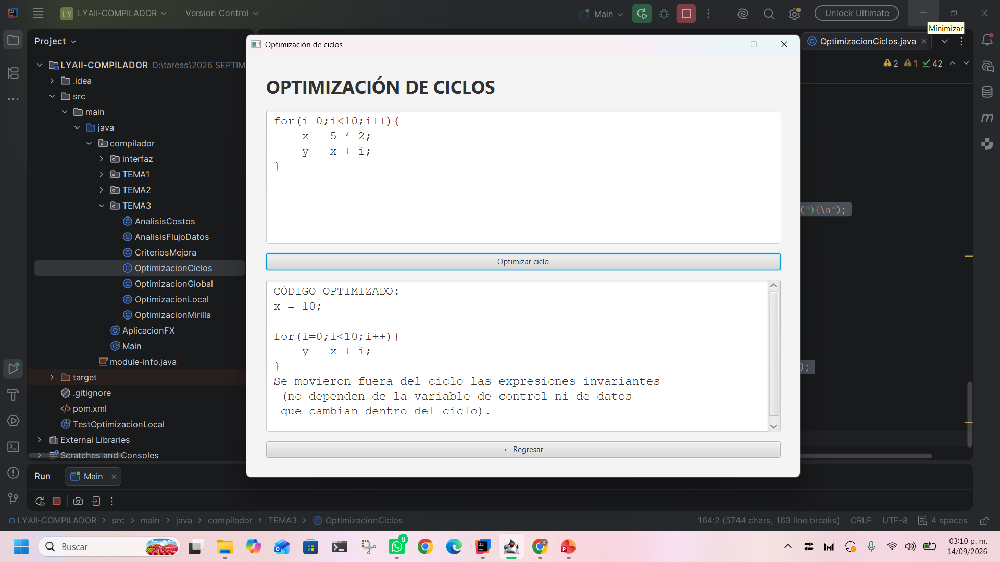 LY LYAII-COMPILADOR Version Control Main Unlock Ultimate
Minimizar
Project
LYAII-COMPILADOR D:\tareas\2026 SEPTIM
.idea
src
main
java
compilador
interfaz
TEMA1
TEMA2
TEMA3
AnalisisCostos
AnalisisFlujoDatos
CriteriosMejora
OptimizacionCiclos
OptimizacionGlobal
OptimizacionLocal
OptimizacionMirilla
AplicacionFX
Main
module-info.java
target
.gitignore
pom.xml
TestOptimizacionLocal
External Libraries
Scratches and Consoles
Optimización de ciclos
OPTIMIZACIÓN DE CICLOS
for(i=0;i<10;i++){
    x = 5 * 2;
    y = x + i;
}
Optimizar ciclo
CÓDIGO OPTIMIZADO:
x = 10;
for(i=0;i<10;i++){
    y = x + i;
}
Se movieron fuera del ciclo las expresiones invariantes
 (no dependen de la variable de control ni de datos
 que cambian dentro del ciclo).
← Regresar
OptimizacionCiclos.java
2 1 42
("){\n");
);
Run Main
LYAII-COMPILADOR > src > main > java > compilador > TEMA3 > OptimizacionCiclos
164:2 (5744 chars, 163 line breaks) CRLF UTF-8 4 spaces
Buscar
8
03:10 p. m.
14/09/2026